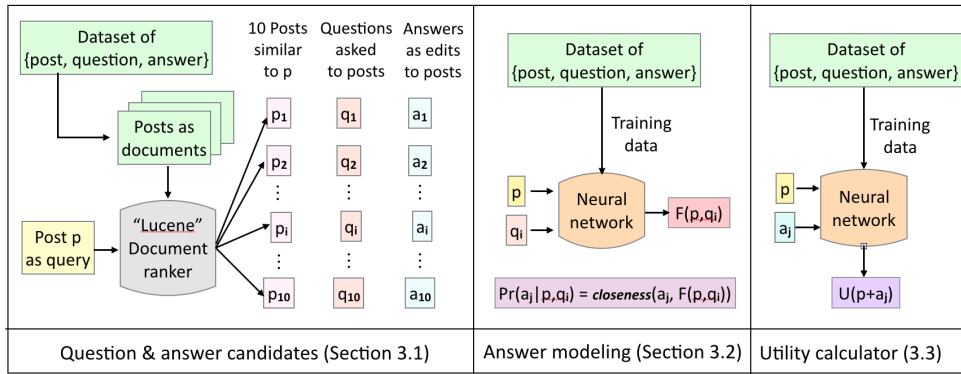 Dataset of
{post, question, answer}
Posts as
documents
Post p
as query
“Lucene”
Document
ranker
10 Posts
similar
to p
Questions
asked
to posts
Answers
as edits
to posts
p1 q1 a1
p2 q2 a2
pi qi ai
p10 q10 a10
Question & answer candidates (Section 3.1)
Dataset of
{post, question, answer}
Training
data
p
qi
Neural
network
F(p,qi)
Pr(aj|p,qi) = closeness(aj, F(p,qi))
Answer modeling (Section 3.2)
Dataset of
{post, question, answer}
Training
data
p
aj
Neural
network
U(p+aj)
Utility calculator (3.3)